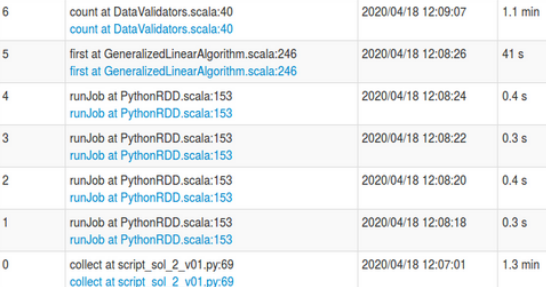 6 count at DataValidators.scala:40 2020/04/18 12:09:07 1.1 min
count at DataValidators.scala:40
5 first at GeneralizedLinearAlgorithm.scala:246 2020/04/18 12:08:26 41 s
first at GeneralizedLinearAlgorithm.scala:246
4 runJob at PythonRDD.scala:153 2020/04/18 12:08:24 0.4 s
runJob at PythonRDD.scala:153
3 runJob at PythonRDD.scala:153 2020/04/18 12:08:22 0.3 s
runJob at PythonRDD.scala:153
2 runJob at PythonRDD.scala:153 2020/04/18 12:08:20 0.4 s
runJob at PythonRDD.scala:153
1 runJob at PythonRDD.scala:153 2020/04/18 12:08:18 0.3 s
runJob at PythonRDD.scala:153
0 collect at script_sol_2_v01.py:69 2020/04/18 12:07:01 1.3 min
collect at script_sol_2_v01.py:69